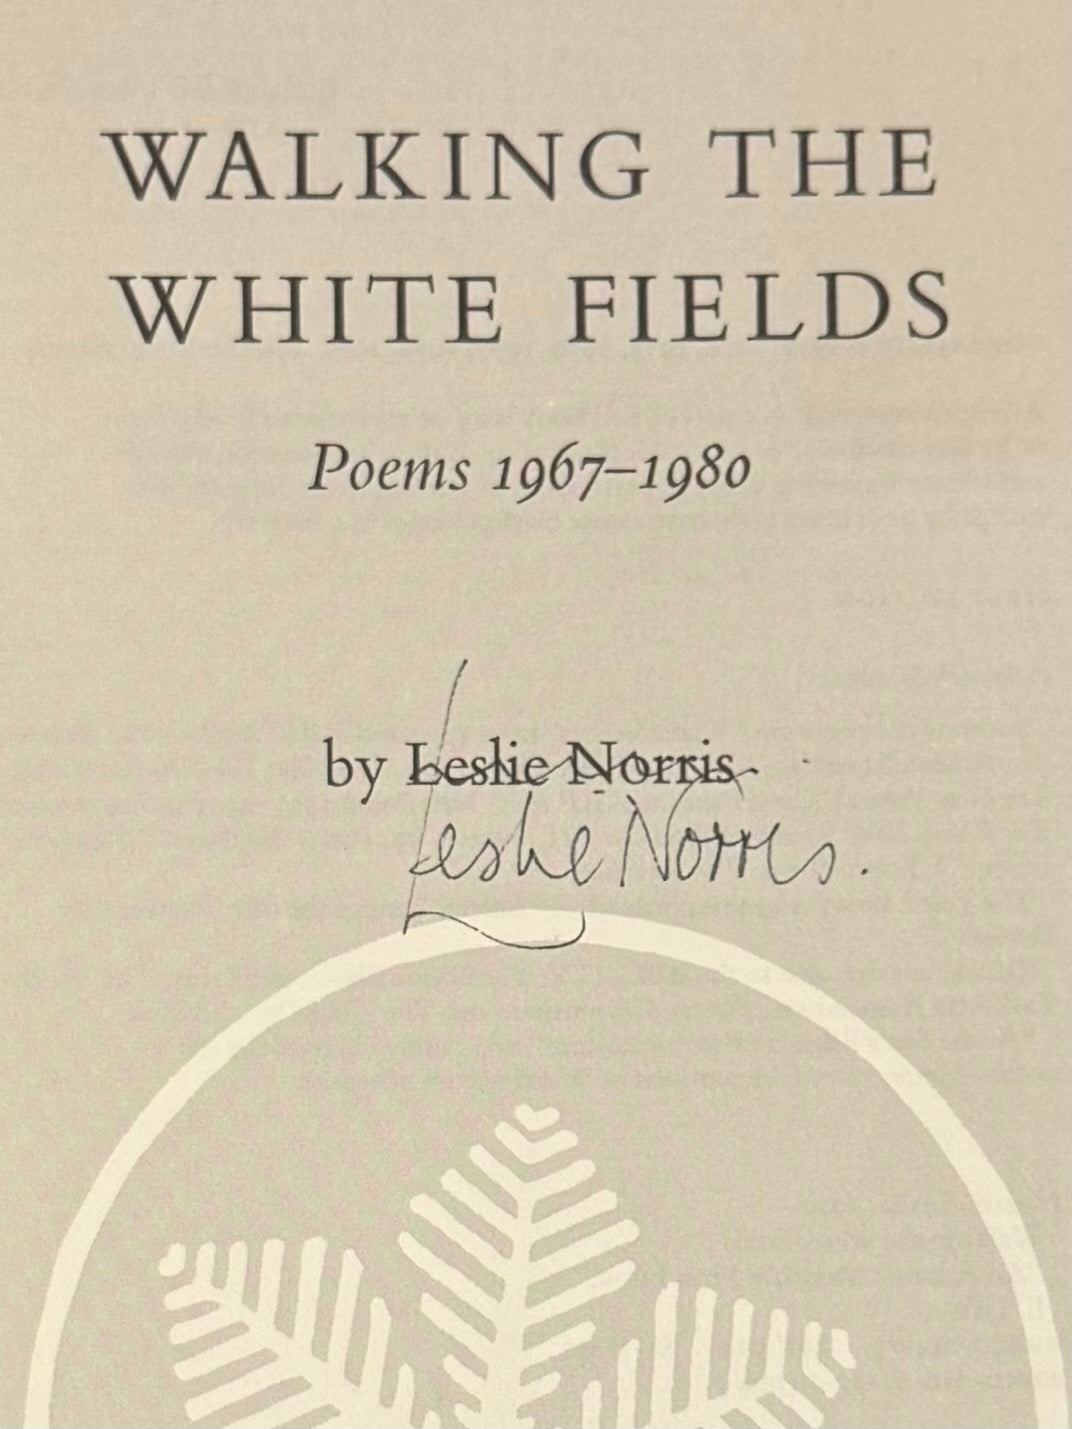 WALKING THE
WHITE FIELDS
Poems 1967–1980
by Leslie Norris
Leslie Norris.